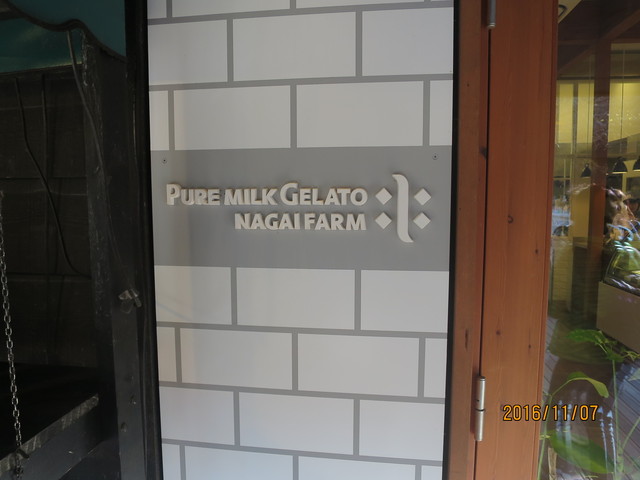 PURE MILK GELATO
NAGAI FARM
2016/11/07